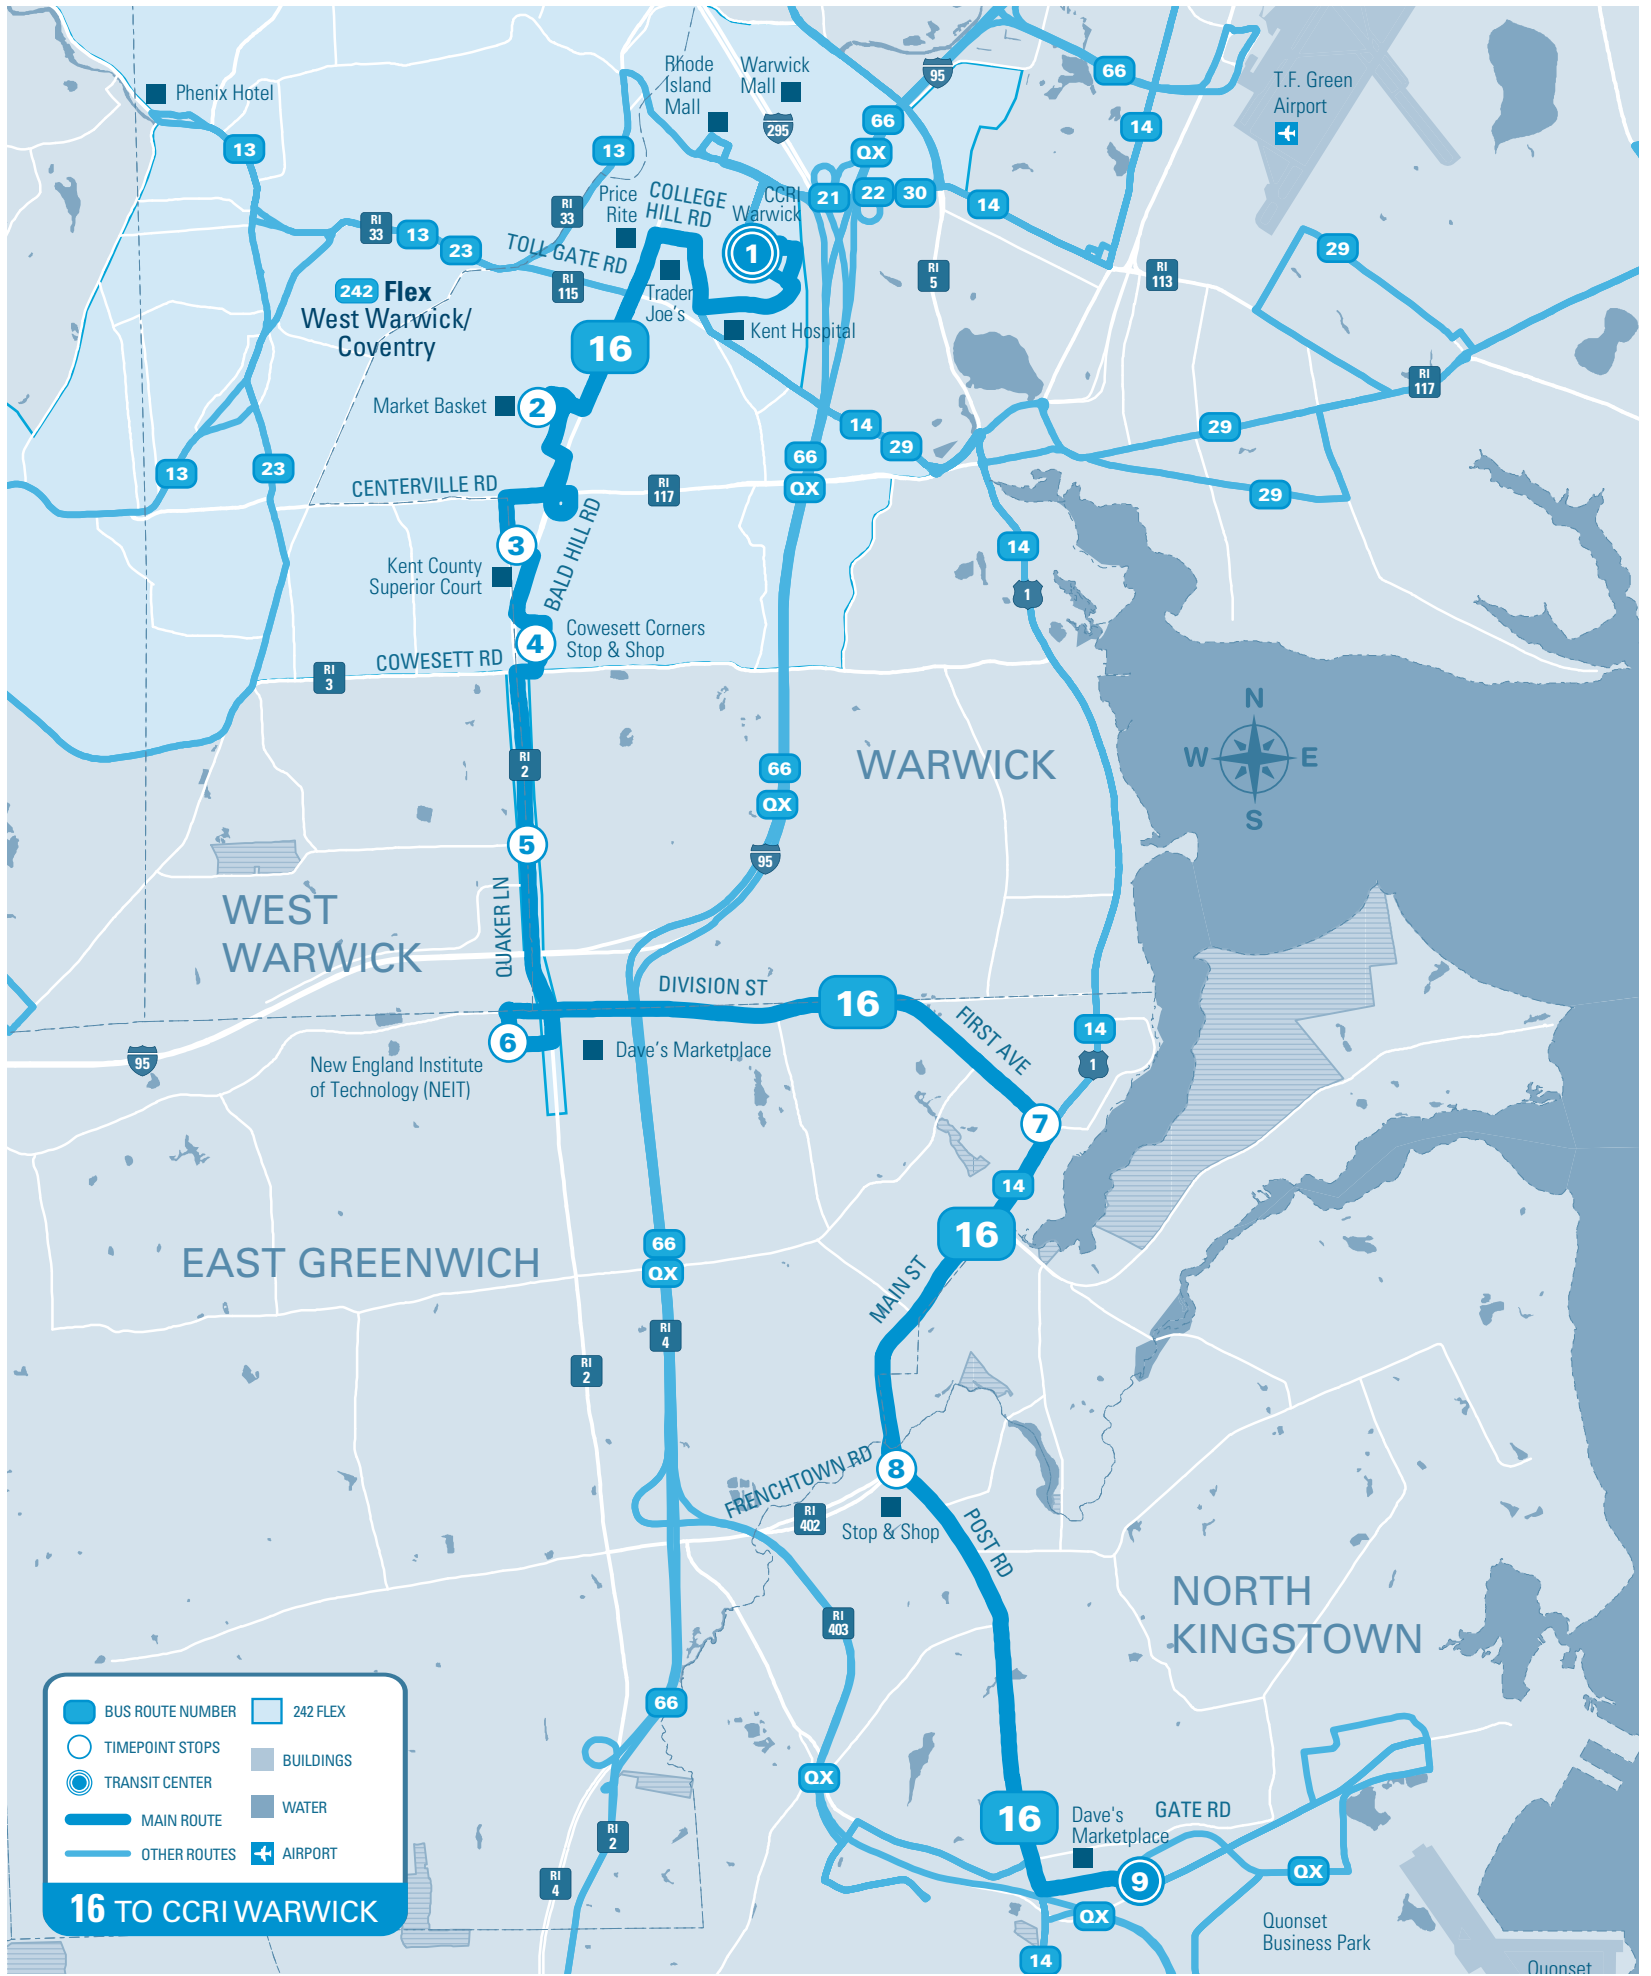 Phenix Hotel
Rhode
Island
Mall
Warwick
Mall
295
95
66
T.F. Green
Airport
14
66
QX
13
13
RI
33
Price
Rite
COLLEGE
HILL RD
CCRI
Warwick
21
22
30
14
RI
33
13
23
TOLL GATE RD
1
29
RI
115
RI
5
RI
113
242 Flex
West Warwick/
Coventry
Trader
Joe's
Kent Hospital
16
RI
117
Market Basket
2
14
29
29
13
23
66
QX
CENTERVILLE RD
RI
117
29
3
BALD HILL RD
14
Kent County
Superior Court
1
4
Cowesett Corners
Stop & Shop
COWESETT RD
RI
3
N
W
E
S
RI
2
66
QX
WARWICK
5
95
WEST
WARWICK
QUAKER LN
DIVISION ST
16
FIRST AVE
14
6
95
New England Institute
of Technology (NEIT)
Dave's Marketplace
1
7
14
16
EAST GREENWICH
66
QX
MAIN ST
RI
4
RI
2
FRENCHTOWN RD
8
RI
402
Stop & Shop
POST RD
NORTH
KINGSTOWN
RI
403
66
QX
16
Dave's
Marketplace
GATE RD
RI
2
RI
4
9
QX
QX
14
Quonset
Business Park
Quonset
BUS ROUTE NUMBER
242 FLEX
TIMEPOINT STOPS
BUILDINGS
TRANSIT CENTER
WATER
MAIN ROUTE
OTHER ROUTES
AIRPORT
16 TO CCRI WARWICK